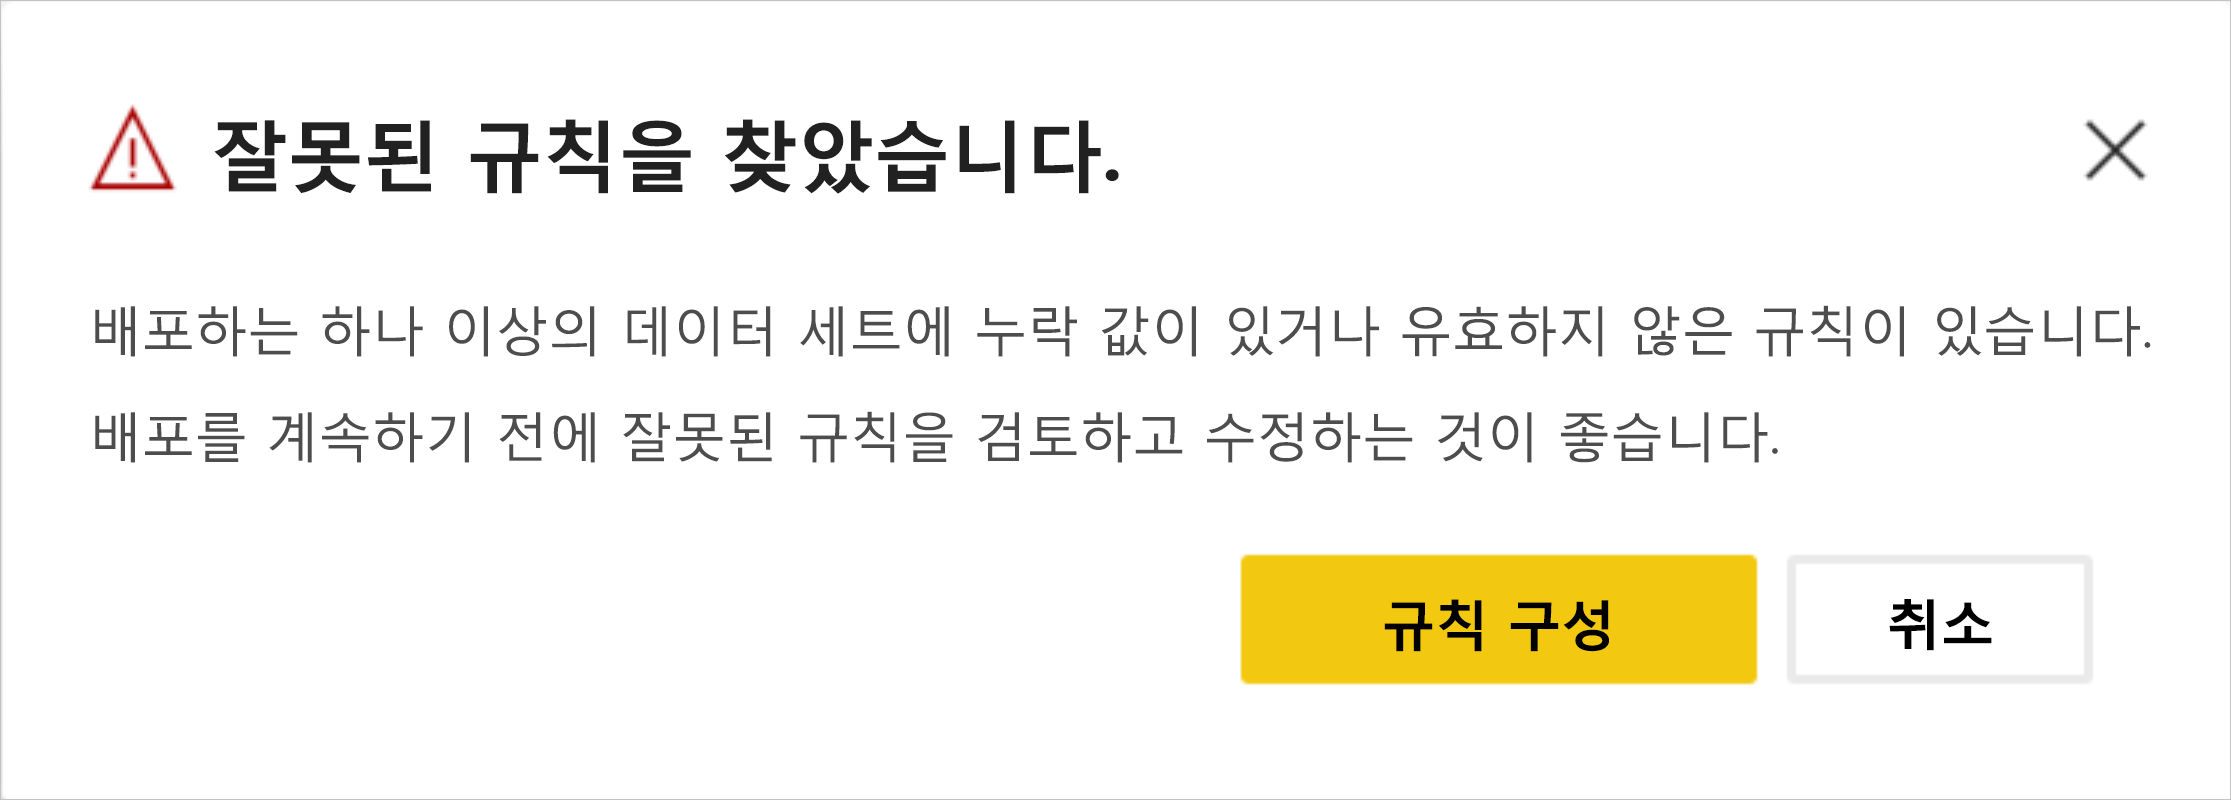 잘못된 규칙을 찾았습니다.
배포하는 하나 이상의 데이터 세트에 누락 값이 있거나 유효하지 않은 규칙이 있습니다.
배포를 계속하기 전에 잘못된 규칙을 검토하고 수정하는 것이 좋습니다.
규칙 구성 취소